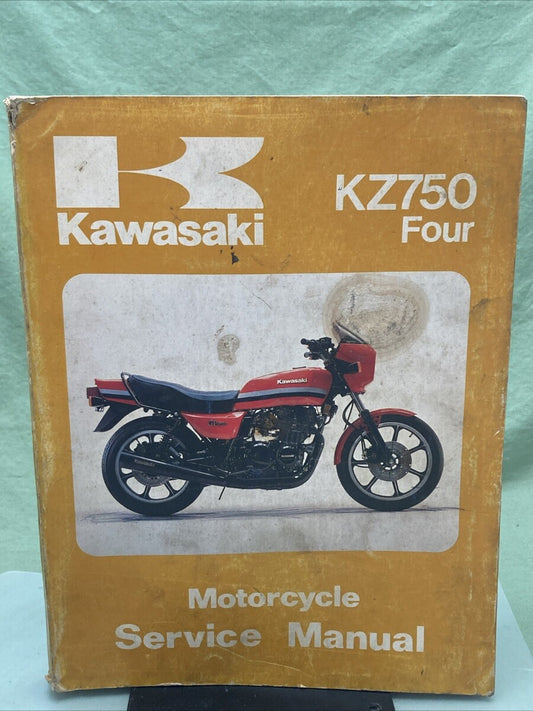 Kawasaki
KZ750
Four
Kawasaki
Motorcycle
Service Manual